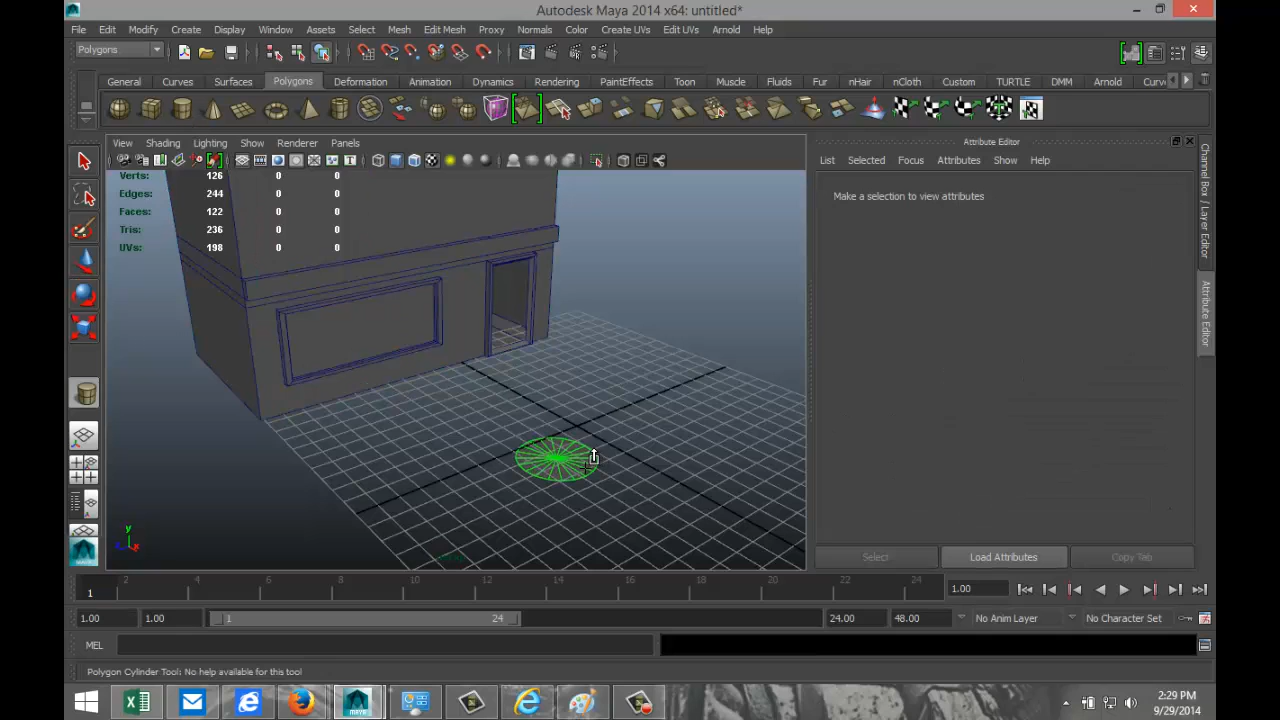 Autodesk Maya 2014 x64: untitled*
File Edit Modify Create Display Window Assets Select Mesh Edit Mesh Proxy Normals Color Create UVs Edit UVs Arnold Help
Polygons
General Curves Surfaces Polygons Deformation Animation Dynamics Rendering PaintEffects Toon Muscle Fluids Fur nHair nCloth Custom TURTLE DMM Arnold Curv
View Shading Lighting Show Renderer Panels
Attribute Editor
List Selected Focus Attributes Show Help
Make a selection to view attributes
Verts: 126 0 0
Edges: 244 0 0
Faces: 122 0 0
Tris: 236 0 0
UVs: 198 0 0
Channel Box / Layer Editor
Attribute Editor
y
x
Select Load Attributes Copy Tab
2 4 6 8 10 12 14 16 18 20 22 24
1
1.00
1.00 1.00 1 24 24.00 48.00 No Anim Layer No Character Set
MEL
Polygon Cylinder Tool: No help available for this tool
2:29 PM
9/29/2014